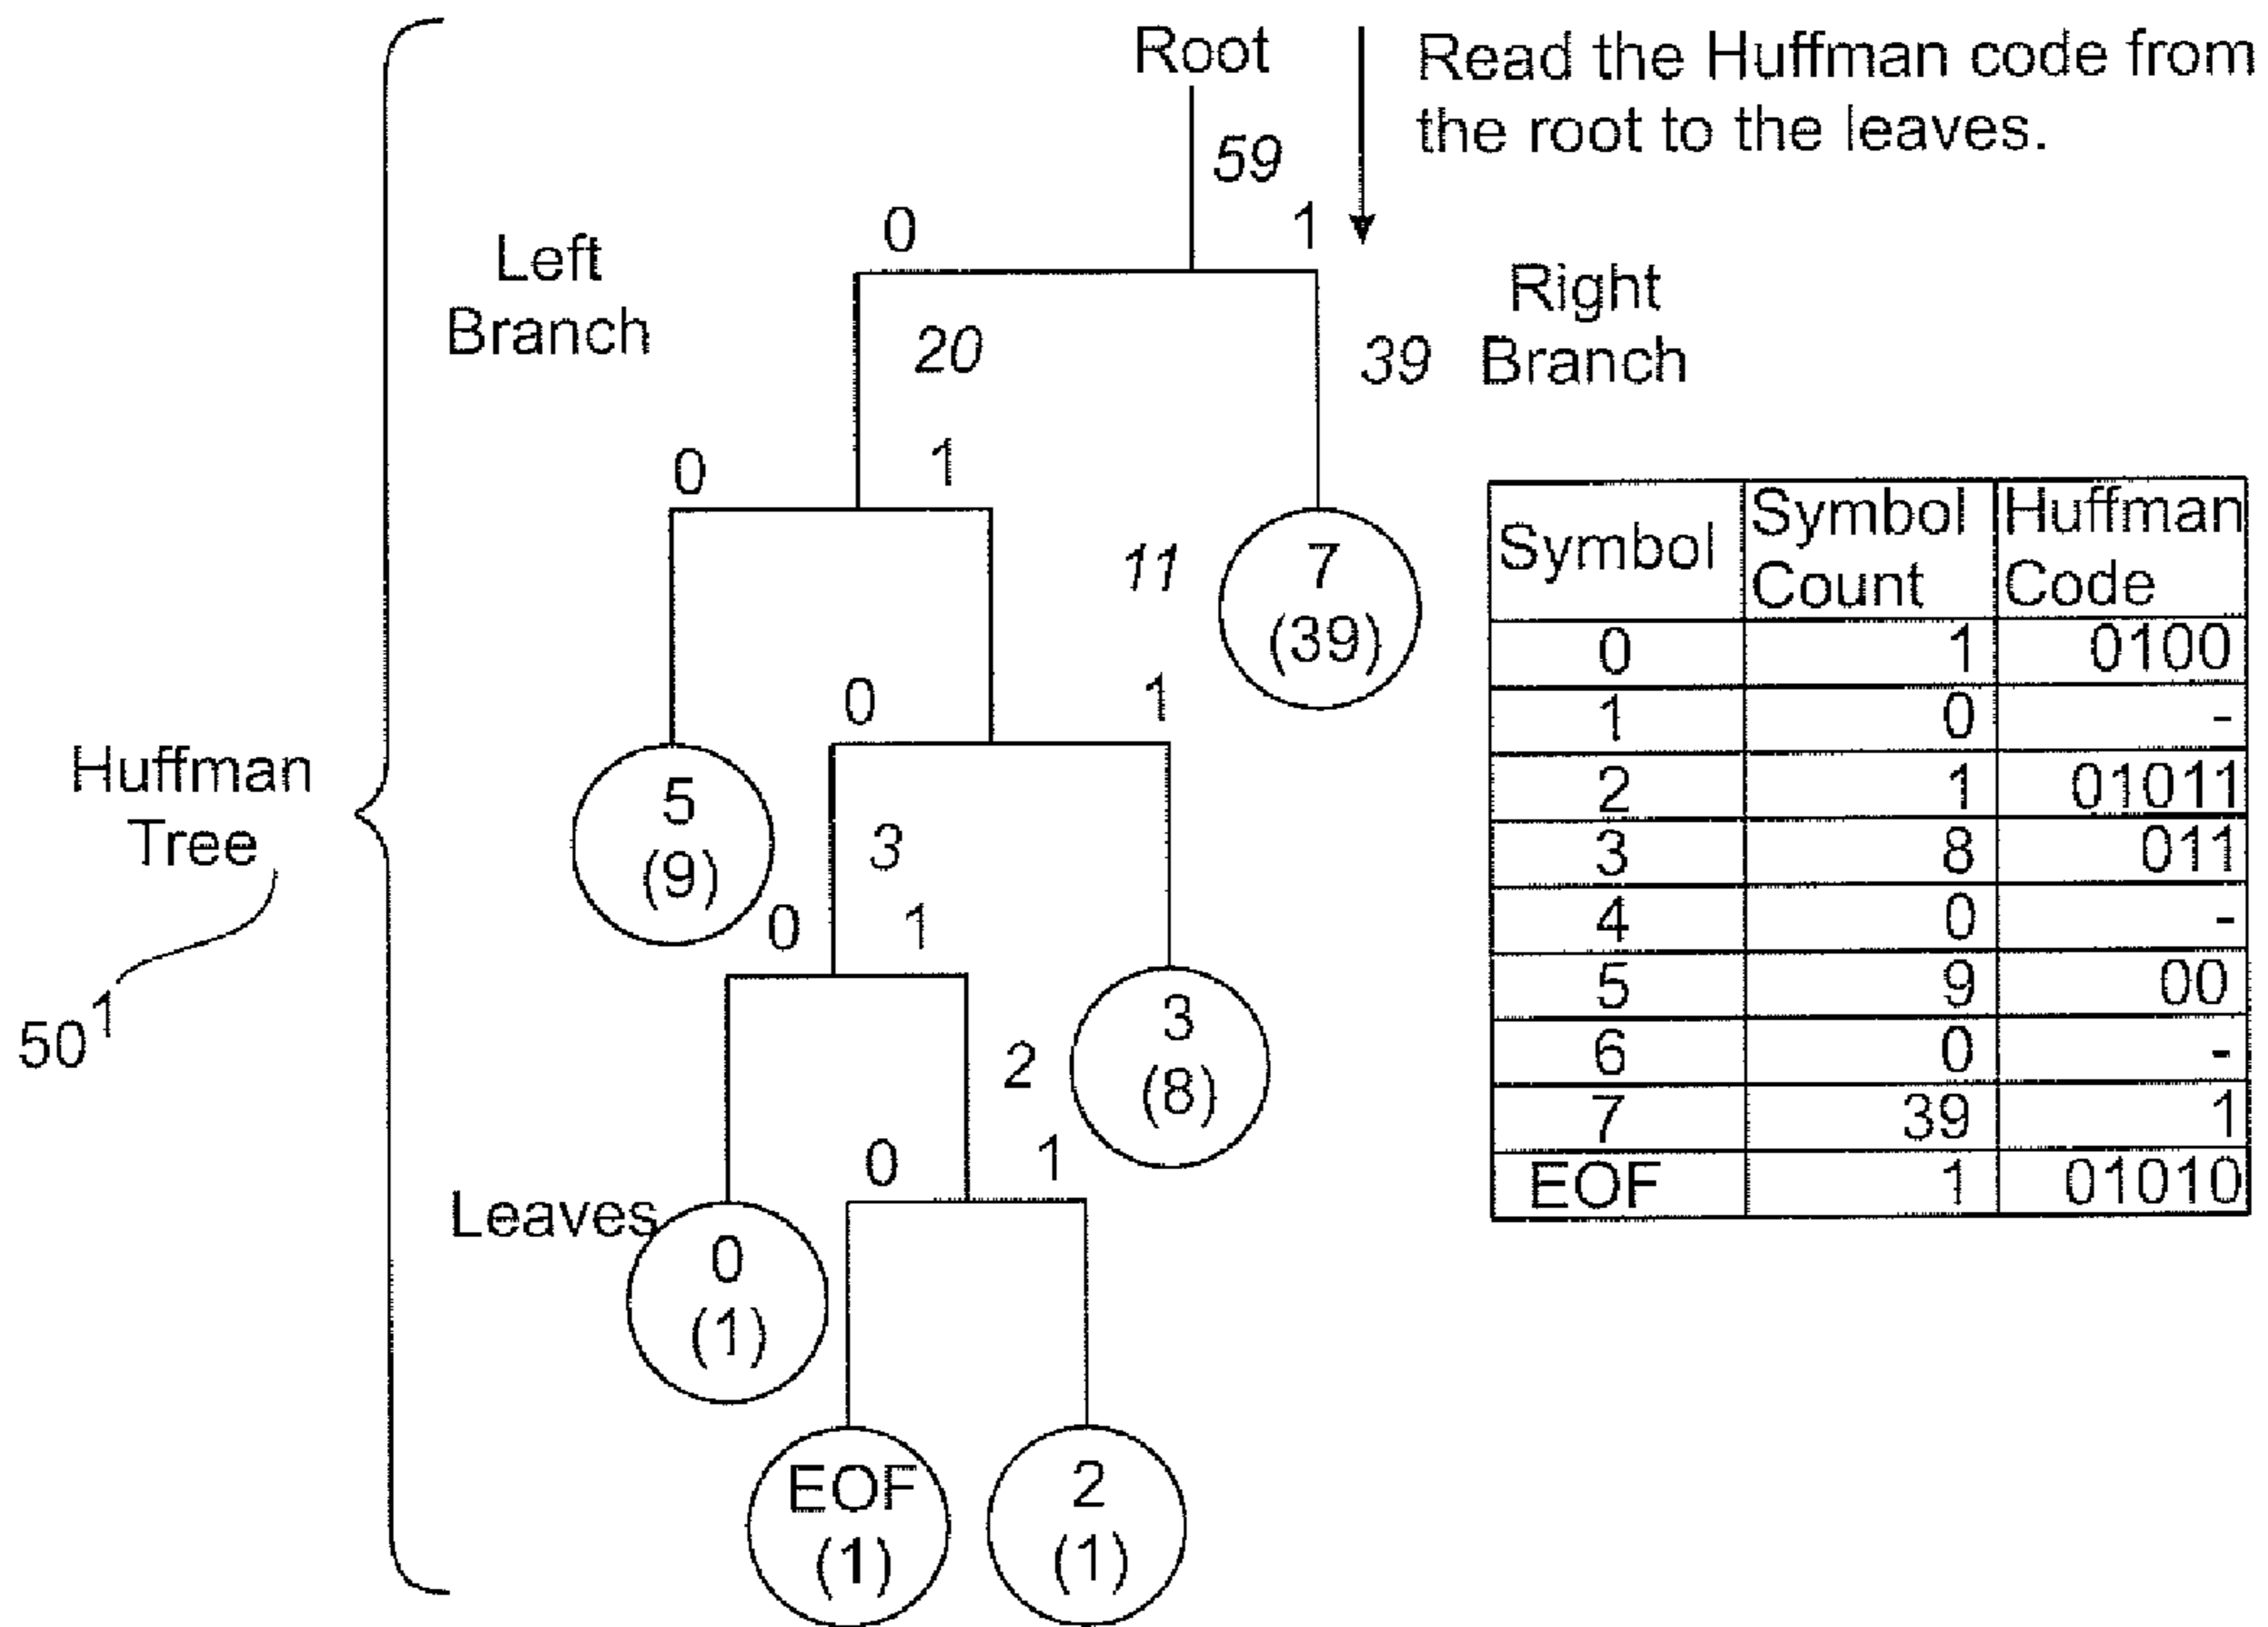 Root
Read the Huffman code from
the root to the leaves.
59
0
1
Left
Branch
Right
Branch
20
39
0
1
11
7
(39)
0
1
5
(9)
3
0
1
3
(8)
2
0
1
Leaves
0
(1)
EOF
(1)
2
(1)
Huffman
Tree
50¹
Symbol Symbol Count Huffman Code
0 1 0100
1 0 -
2 1 01011
3 8 011
4 0 -
5 9 00
6 0 -
7 39 1
EOF 1 01010